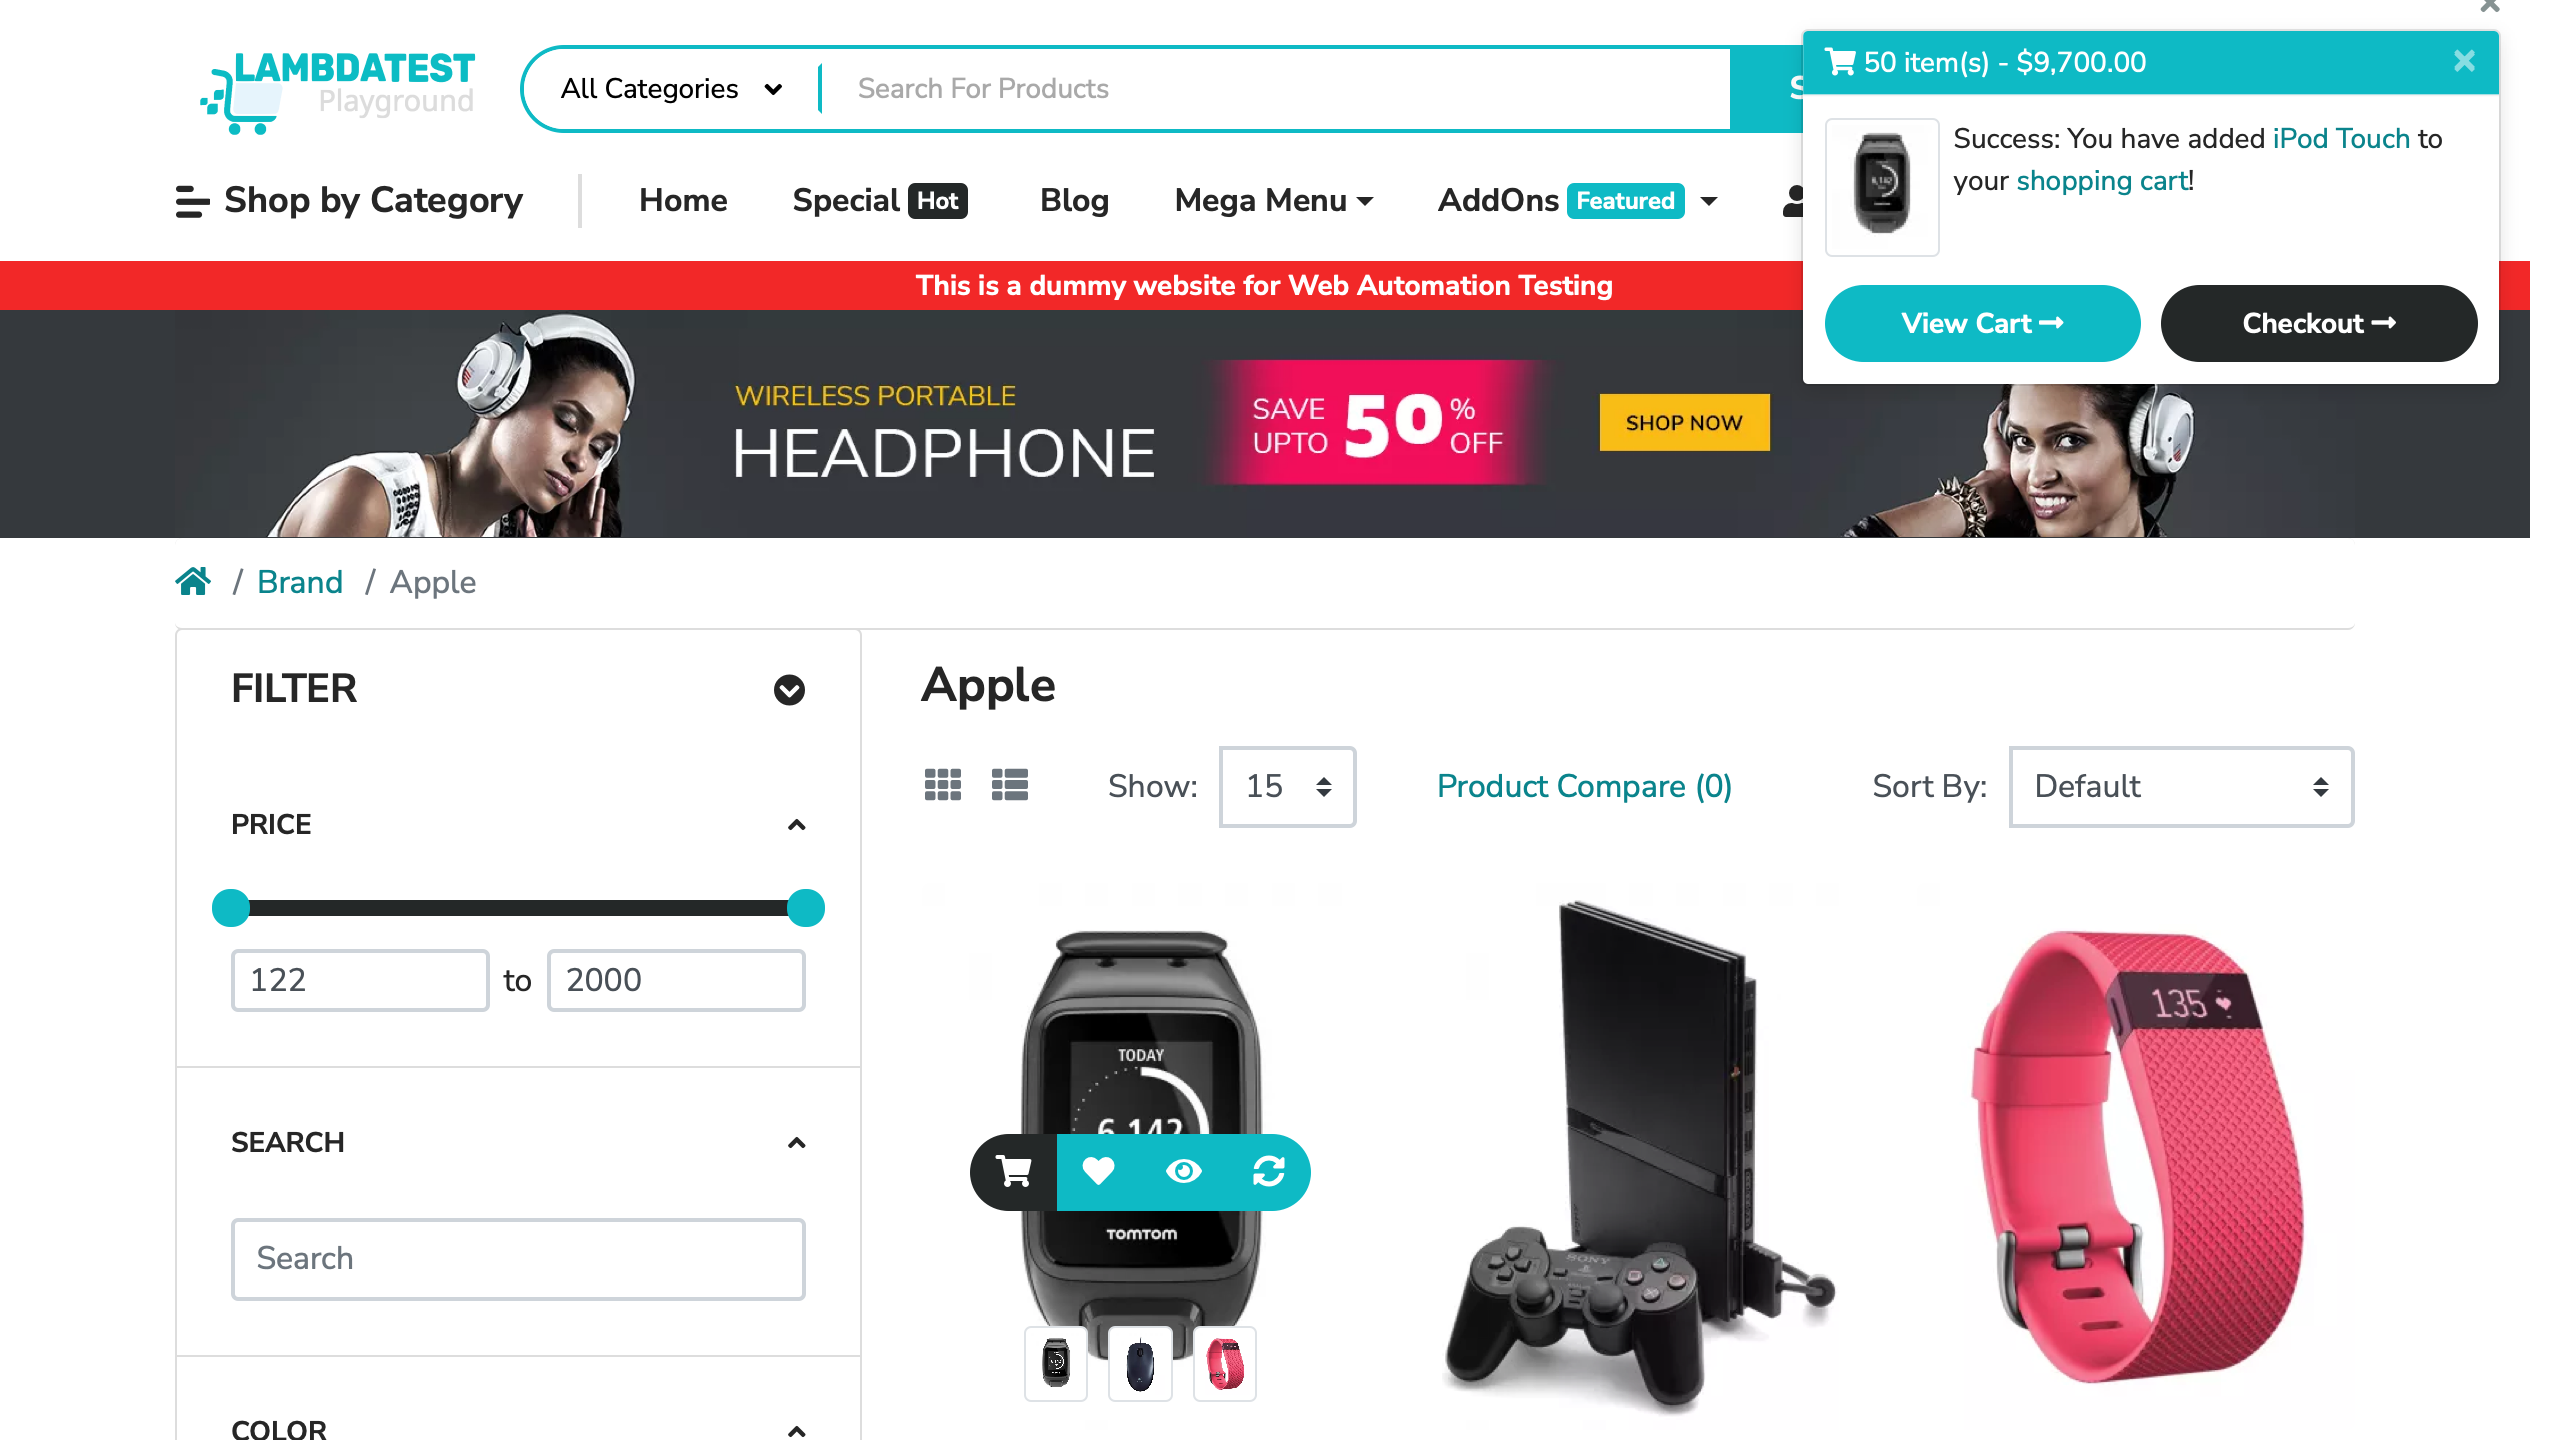 LAMBDATEST
Playground
All Categories
Search For Products
50 item(s) - $9,700.00
Success: You have added iPod Touch to
your shopping cart!
View Cart
Checkout
Shop by Category
Home
Special Hot
Blog
Mega Menu
AddOns Featured
This is a dummy website for Web Automation Testing
WIRELESS PORTABLE
HEADPHONE
SAVE
UPTO
50
%
OFF
SHOP NOW
/ Brand / Apple
FILTER
Apple
Show: 15
Product Compare (0)
Sort By: Default
PRICE
122 to 2000
SEARCH
Search
COLOR
TODAY
6,142
TOMTOM
SONY
135